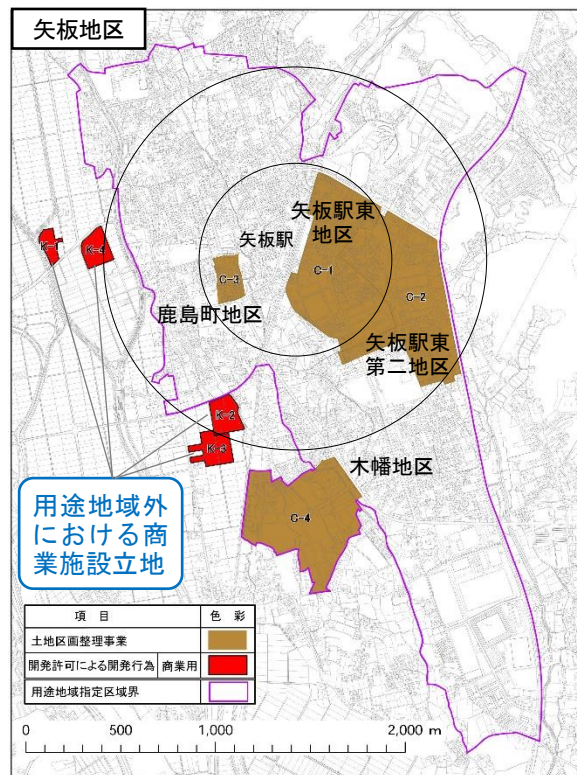 矢板地区
矢板駅東
地区
矢板駅
K-1
K-4
C-3
C-1
C-2
鹿島町地区
矢板駅東
第二地区
K-2
木幡地区
C-4
用途地域外
における商
業施設立地
項 目 色 彩
土地区画整理事業
開発許可による開発行為 商業用
用途地域指定区域界
0 500 1,000 2,000 m